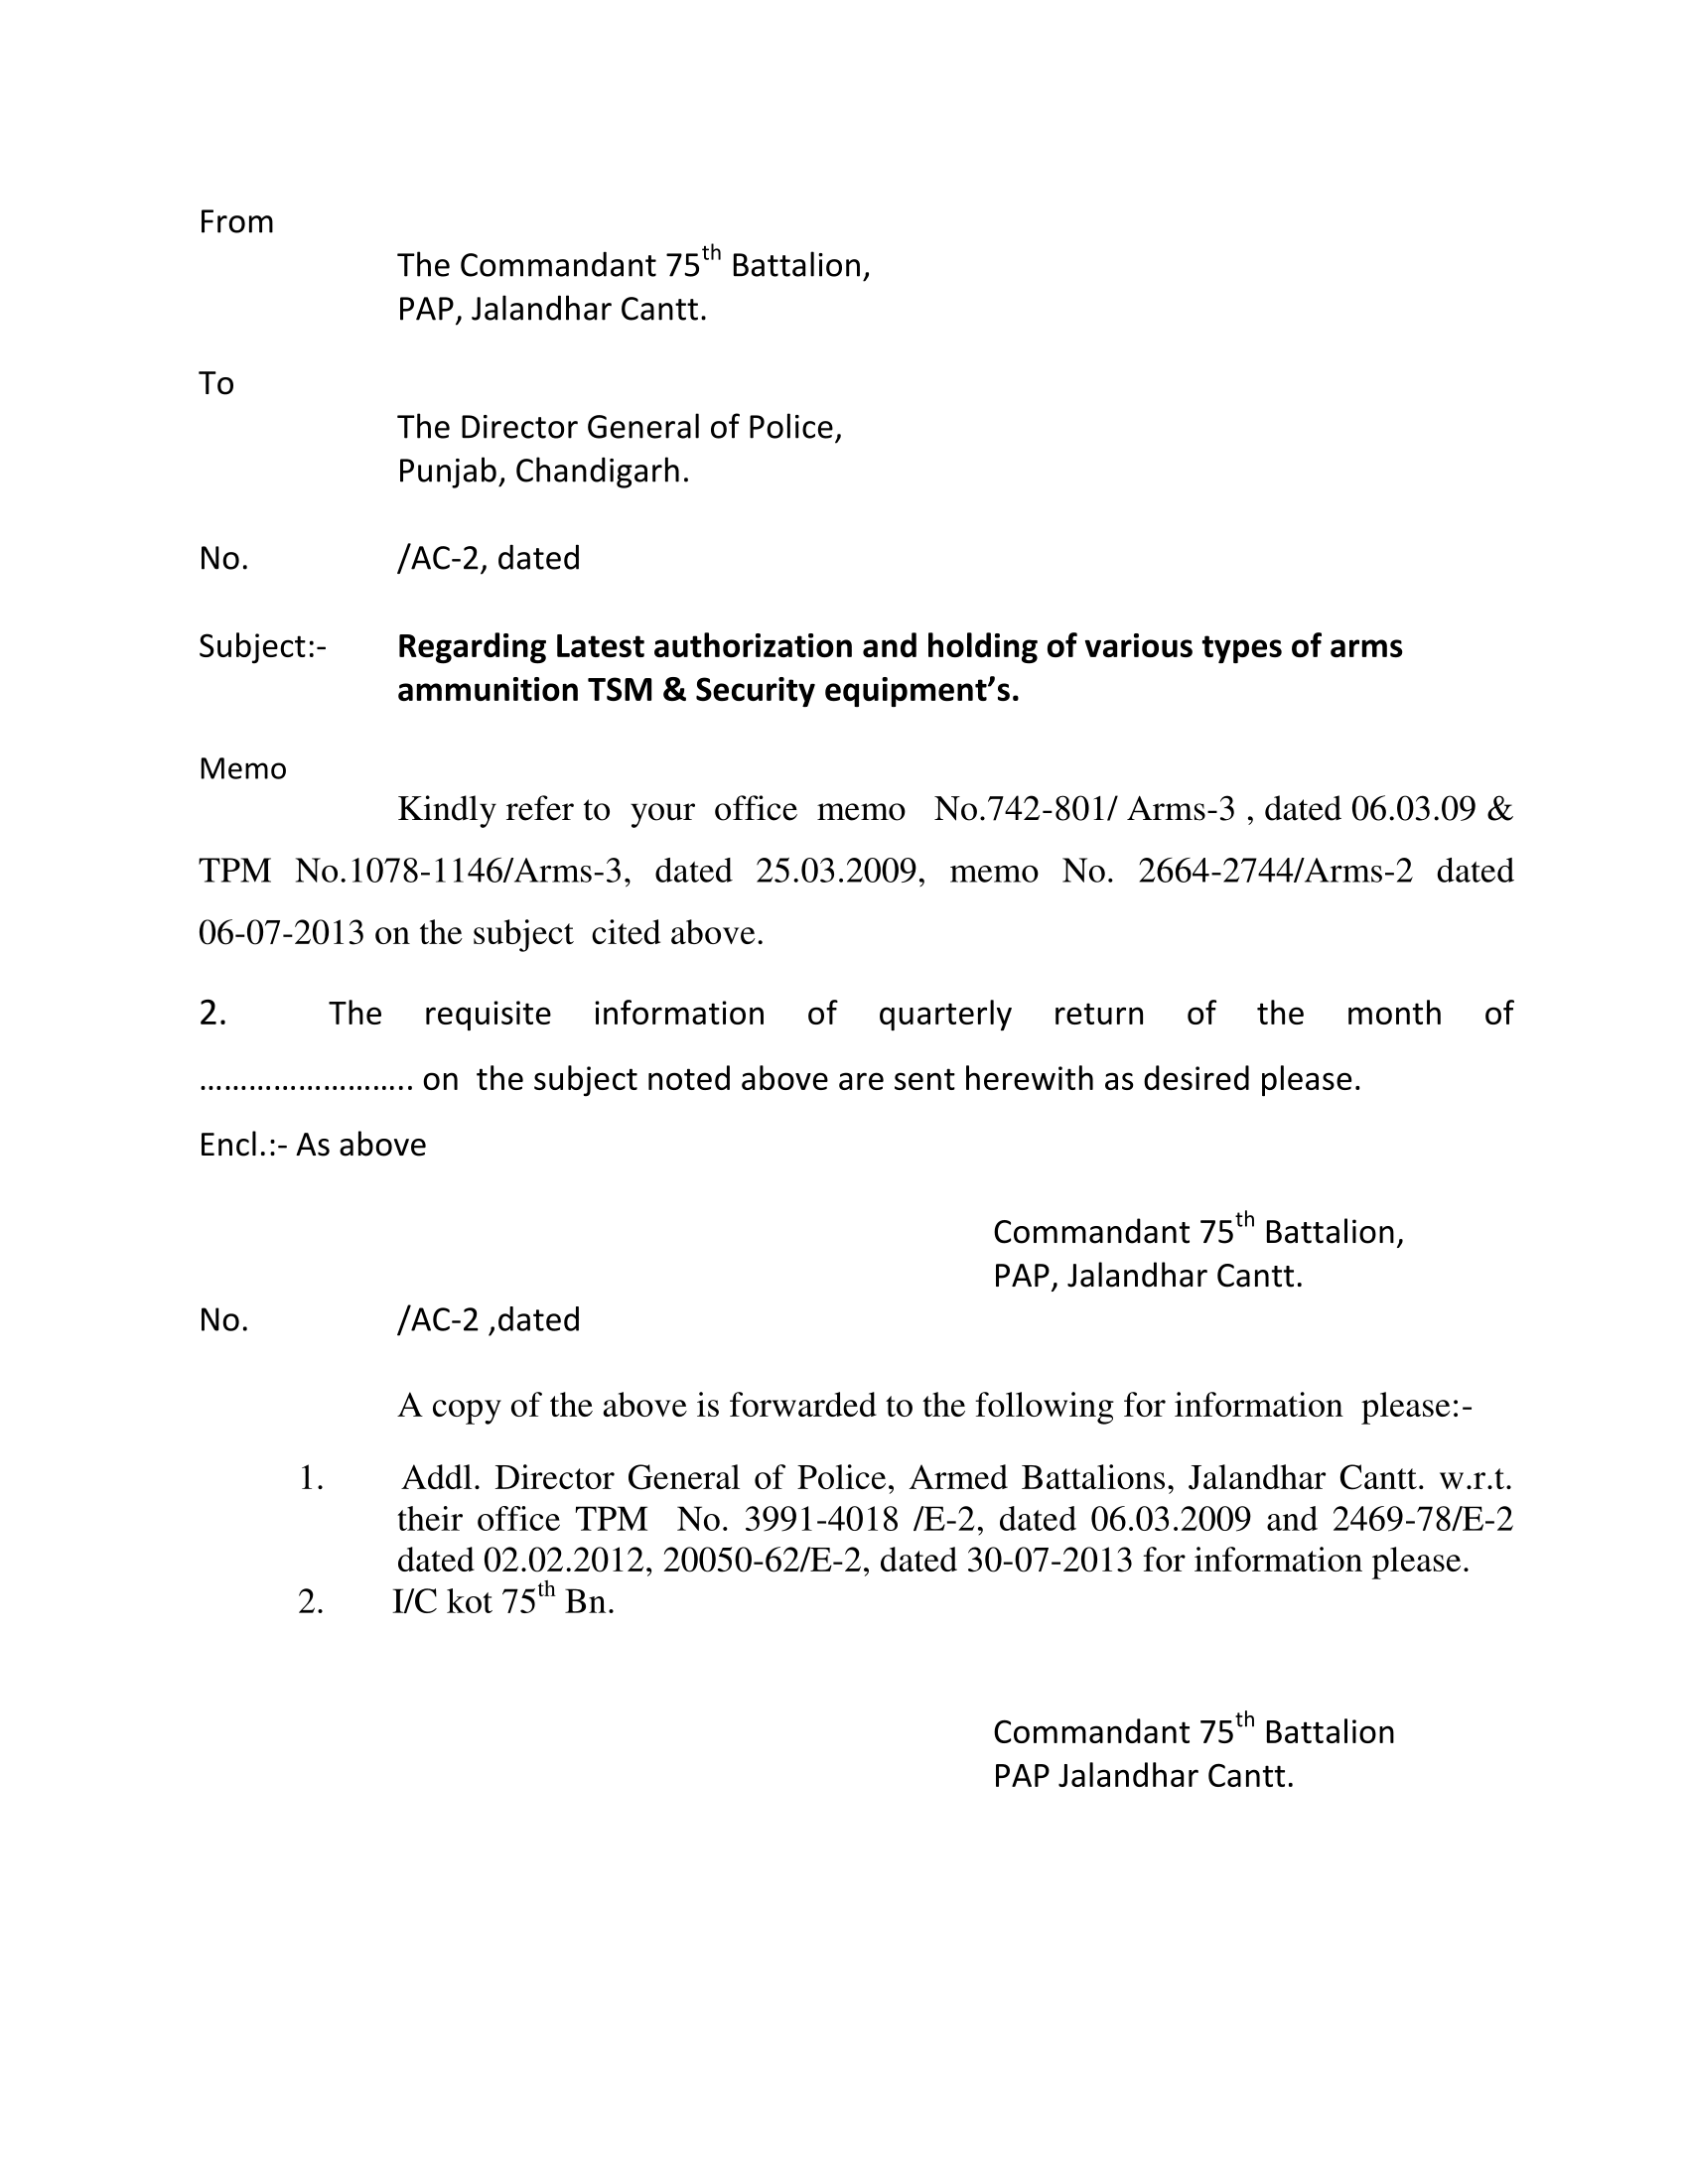 From
The Commandant 75th Battalion,
PAP, Jalandhar Cantt.
To
The Director General of Police,
Punjab, Chandigarh.
No. /AC-2, dated
Subject:- Regarding Latest authorization and holding of various types of arms
ammunition TSM & Security equipment’s.
Memo
Kindly refer to your office memo No.742-801/ Arms-3 , dated 06.03.09 &
TPM No.1078-1146/Arms-3, dated 25.03.2009, memo No. 2664-2744/Arms-2 dated
06-07-2013 on the subject cited above.
2. The requisite information of quarterly return of the month of
…………………….. on the subject noted above are sent herewith as desired please.
Encl.:- As above
Commandant 75th Battalion,
PAP, Jalandhar Cantt.
No. /AC-2 ,dated
A copy of the above is forwarded to the following for information please:-
1. Addl. Director General of Police, Armed Battalions, Jalandhar Cantt. w.r.t.
their office TPM No. 3991-4018 /E-2, dated 06.03.2009 and 2469-78/E-2
dated 02.02.2012, 20050-62/E-2, dated 30-07-2013 for information please.
2. I/C kot 75th Bn.
Commandant 75th Battalion
PAP Jalandhar Cantt.